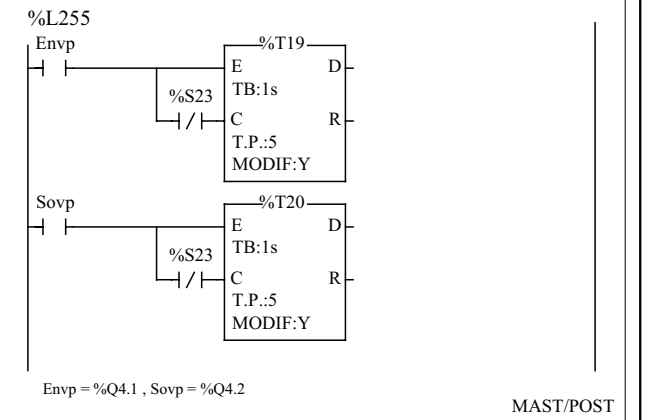 %L255
Envp
%T19
E D
TB:1s
%S23
C R
T.P.:5
MODIF:Y
Sovp
%T20
E D
TB:1s
%S23
C R
T.P.:5
MODIF:Y
Envp = %Q4.1 , Sovp = %Q4.2
MAST/POST